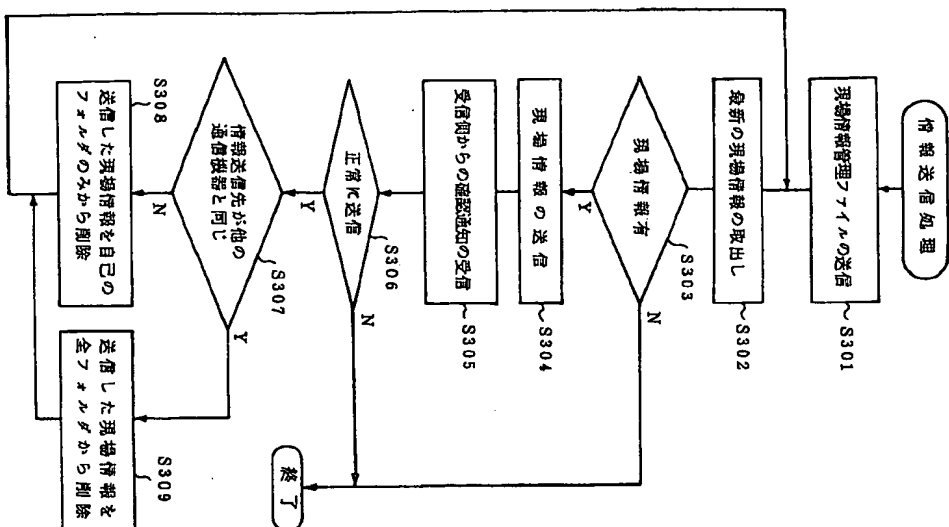 情報送信処理
現場情報管理ファイルの送信
S301
最新の現場情報の取出し
S302
現場情報有
S303
Y
N
現場情報の送信
S304
受信側からの確認通知の受信
S305
正常に送信
S306
Y
N
情報送信先が他の
通信機器と同じ
S307
N
Y
送信した現場情報を自己の
フォルダのみから削除
S308
送信した現場情報を
全フォルダから削除
S309
終了